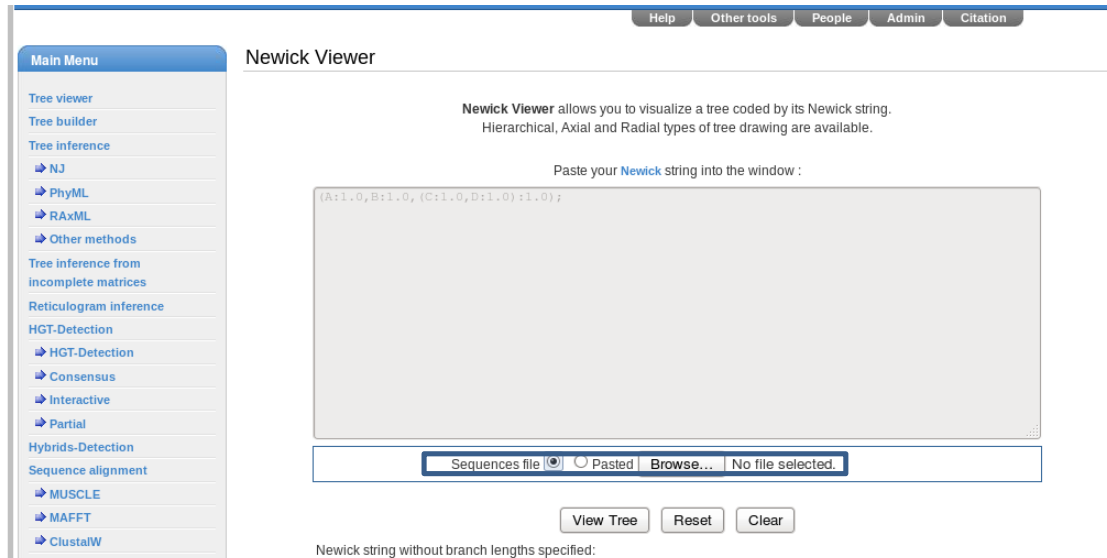 Help Other tools People Admin Citation
Main Menu
Tree viewer
Tree builder
Tree inference
NJ
PhyML
RAxML
Other methods
Tree inference from
incomplete matrices
Reticulogram inference
HGT-Detection
HGT-Detection
Consensus
Interactive
Partial
Hybrids-Detection
Sequence alignment
MUSCLE
MAFFT
ClustalW
Newick Viewer
Newick Viewer allows you to visualize a tree coded by its Newick string.
Hierarchical, Axial and Radial types of tree drawing are available.
Paste your Newick string into the window :
(A:1.0,B:1.0,(C:1.0,D:1.0):1.0);
Sequences file Pasted Browse... No file selected.
View Tree Reset Clear
Newick string without branch lengths specified: